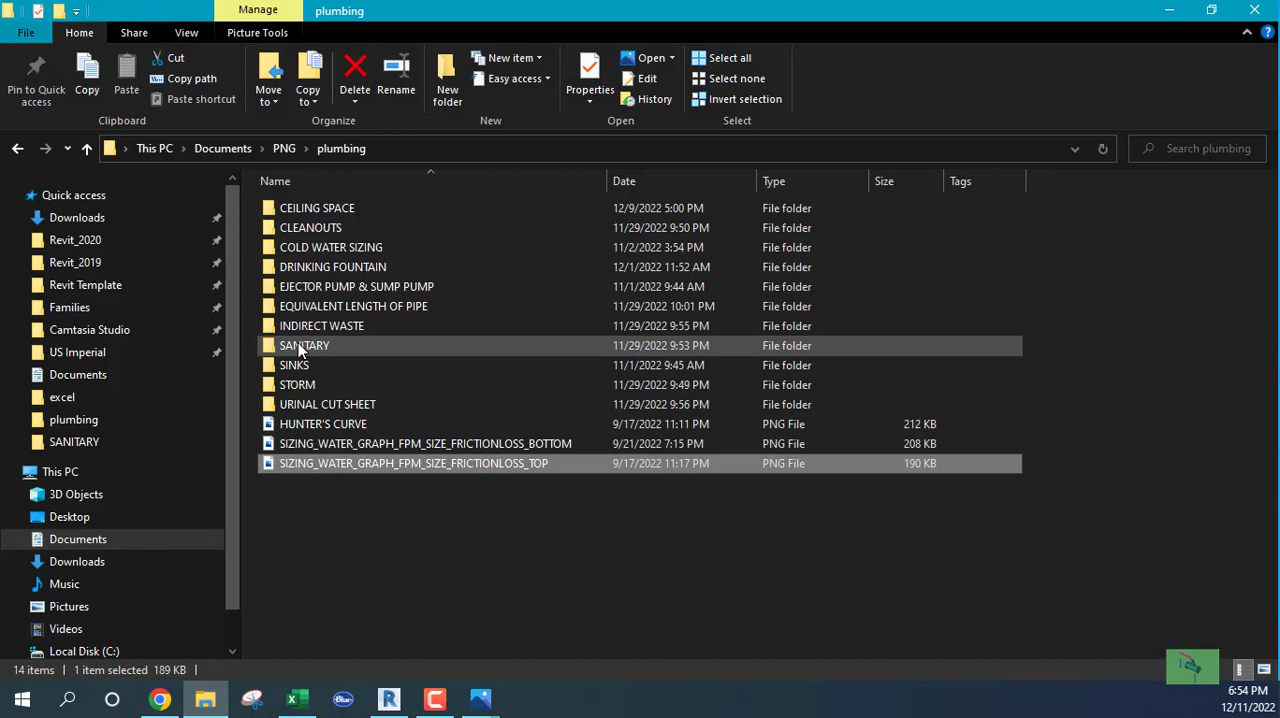 Manage
plumbing
File
Home
Share
View
Picture Tools
Pin to Quick access
Copy
Paste
Cut
Copy path
Paste shortcut
Clipboard
Move to
Copy to
Delete
Rename
Organize
New folder
New item
Easy access
New
Properties
Open
Edit
History
Open
Select all
Select none
Invert selection
Select
This PC > Documents > PNG > plumbing
Search plumbing
Name Date Type Size Tags
CEILING SPACE 12/9/2022 5:00 PM File folder
CLEANOUTS 11/29/2022 9:50 PM File folder
COLD WATER SIZING 11/2/2022 3:54 PM File folder
DRINKING FOUNTAIN 12/1/2022 11:52 AM File folder
EJECTOR PUMP & SUMP PUMP 11/1/2022 9:44 AM File folder
EQUIVALENT LENGTH OF PIPE 11/29/2022 10:01 PM File folder
INDIRECT WASTE 11/29/2022 9:55 PM File folder
SANITARY 11/29/2022 9:53 PM File folder
SINKS 11/1/2022 9:45 AM File folder
STORM 11/29/2022 9:49 PM File folder
URINAL CUT SHEET 11/29/2022 9:56 PM File folder
HUNTER'S CURVE 9/17/2022 11:11 PM PNG File 212 KB
SIZING_WATER_GRAPH_FPM_SIZE_FRICTIONLOSS_BOTTOM 9/21/2022 7:15 PM PNG File 208 KB
SIZING_WATER_GRAPH_FPM_SIZE_FRICTIONLOSS_TOP 9/17/2022 11:17 PM PNG File 190 KB
Quick access
Downloads
Revit_2020
Revit_2019
Revit Template
Families
Camtasia Studio
US Imperial
Documents
excel
plumbing
SANITARY
This PC
3D Objects
Desktop
Documents
Downloads
Music
Pictures
Videos
Local Disk (C:)
14 items
1 item selected 189 KB
Blue
R
C
6:54 PM
12/11/2022